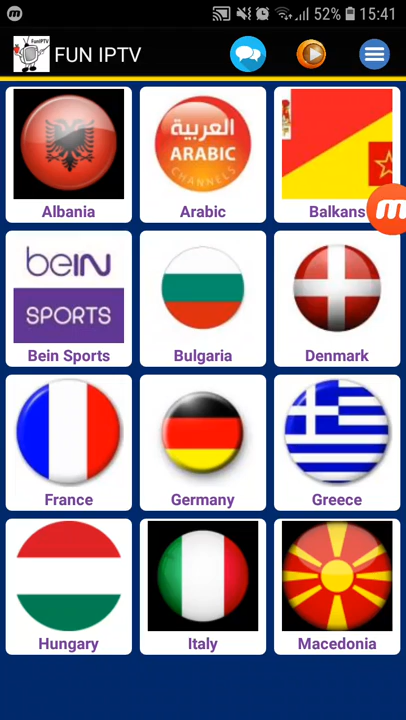 52% 15:41
FunIPTV
FUN IPTV
العربية
ARABIC
CHANNELS
Albania
Arabic
Balkans
beIN
SPORTS
Bein Sports
Bulgaria
Denmark
France
Germany
Greece
Hungary
Italy
Macedonia